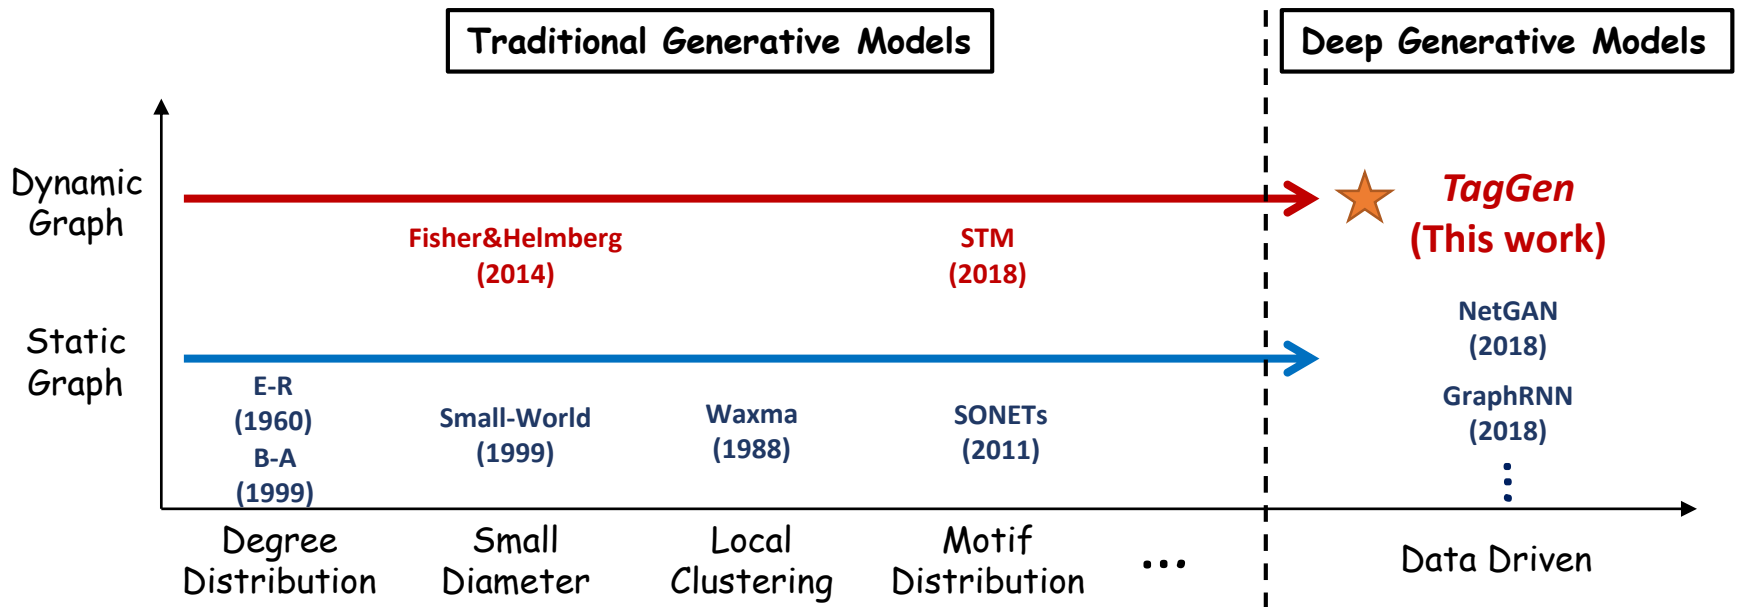 Traditional Generative Models
Deep Generative Models
Dynamic
Graph
Fisher&Helmberg
(2014)
STM
(2018)
TagGen
(This work)
Static
Graph
E-R
(1960)
B-A
(1999)
Small-World
(1999)
Waxma
(1988)
SONETs
(2011)
NetGAN
(2018)
GraphRNN
(2018)
Degree
Distribution
Small
Diameter
Local
Clustering
Motif
Distribution
...
Data Driven